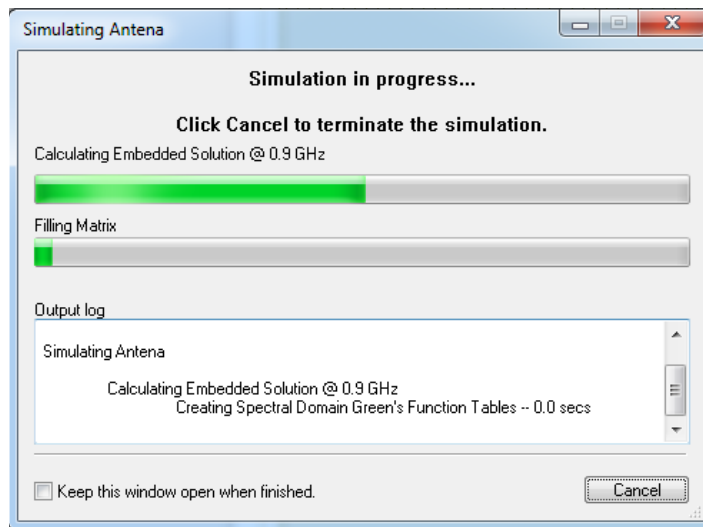 Simulating Antena
Simulation in progress...
Click Cancel to terminate the simulation.
Calculating Embedded Solution @ 0.9 GHz
Filling Matrix
Output log
Simulating Antena
Calculating Embedded Solution @ 0.9 GHz
Creating Spectral Domain Green's Function Tables -- 0.0 secs
Keep this window open when finished.
Cancel